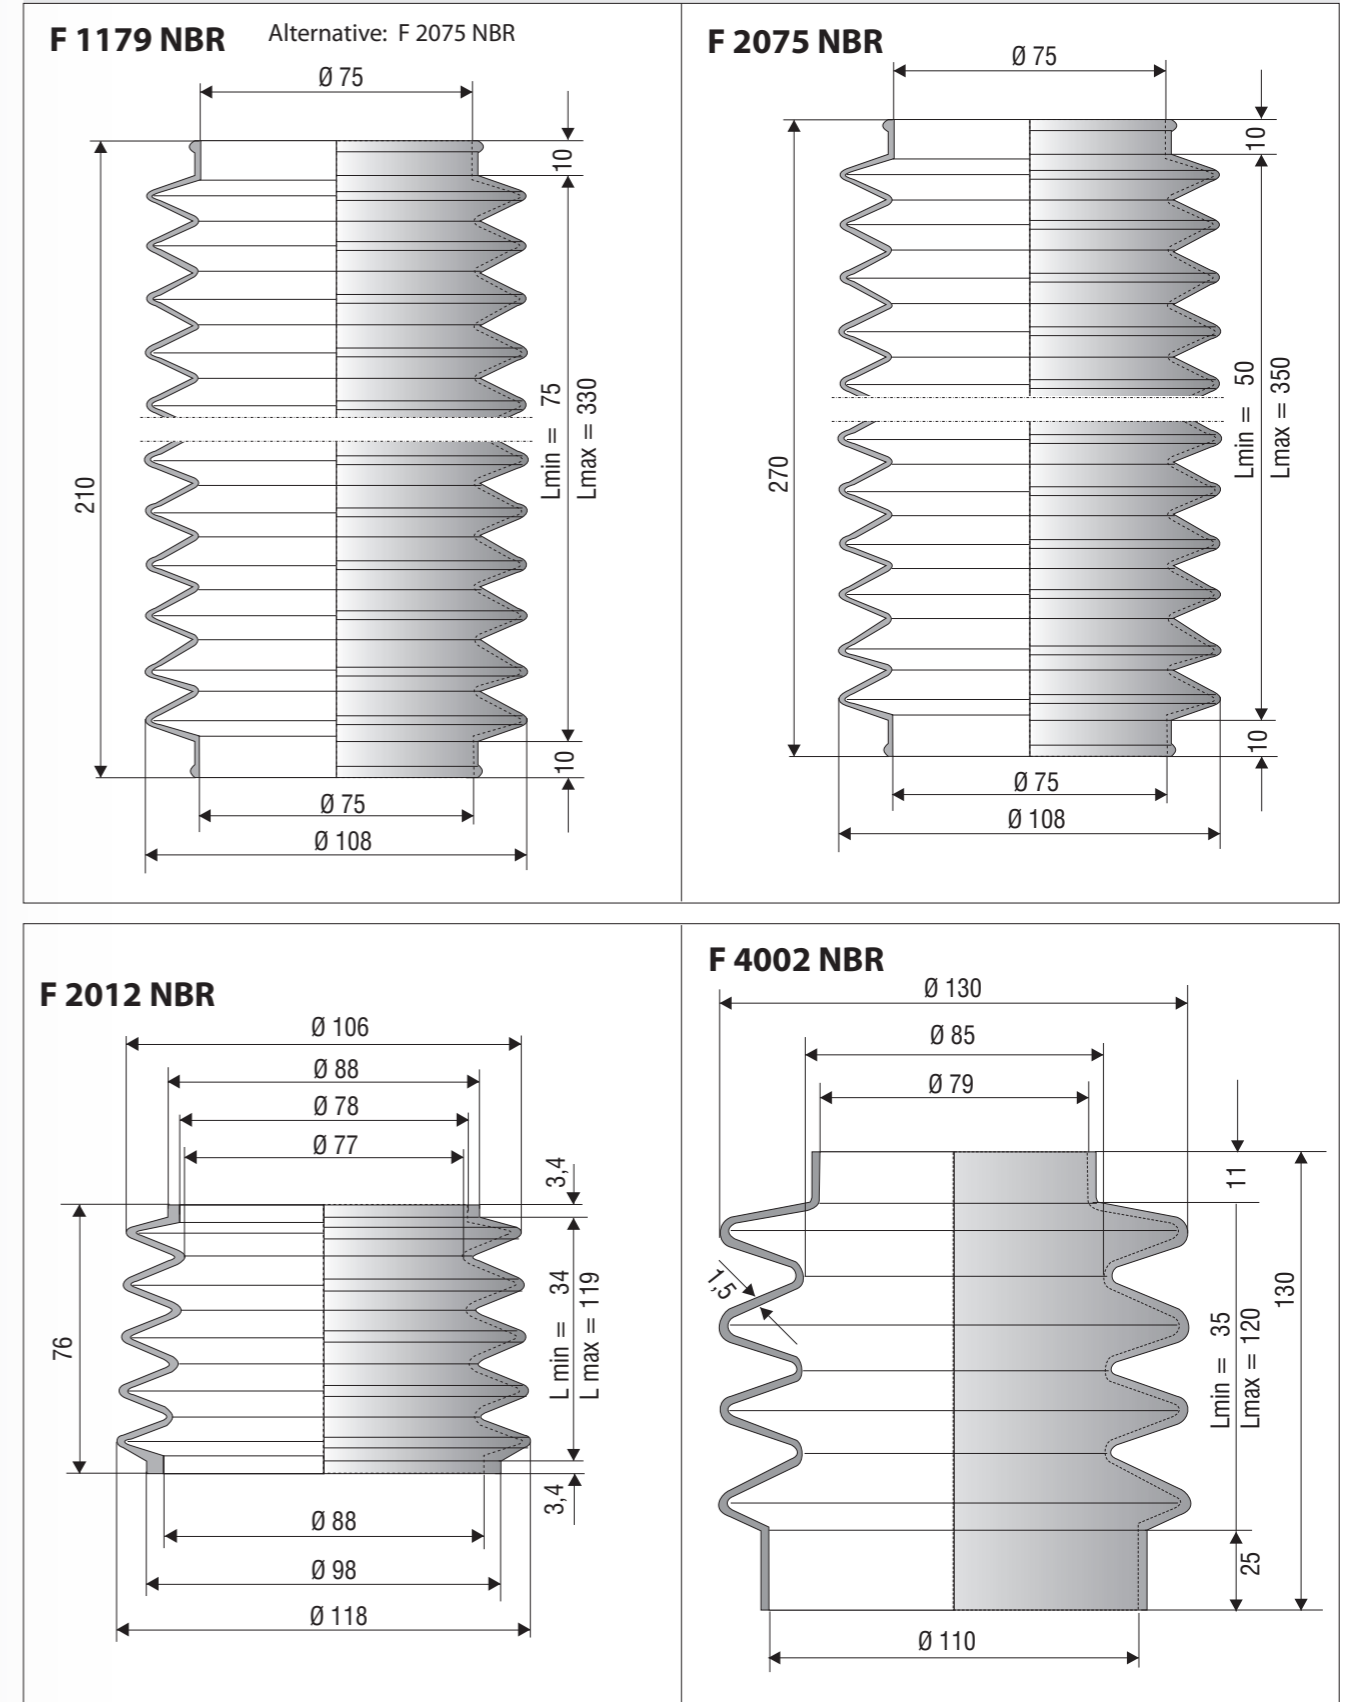 F 1179 NBR
Alternative: F 2075 NBR
Ø 75
10
210
Lmin = 75
Lmax = 330
10
Ø 75
Ø 108
F 2075 NBR
Ø 75
10
270
Lmin = 50
Lmax = 350
10
Ø 75
Ø 108
F 2012 NBR
Ø 106
Ø 88
Ø 78
Ø 77
3,4
76
L min = 34
L max = 119
3,4
Ø 88
Ø 98
Ø 118
F 4002 NBR
Ø 130
Ø 85
Ø 79
11
1,5
130
Lmin = 35
Lmax = 120
25
Ø 110